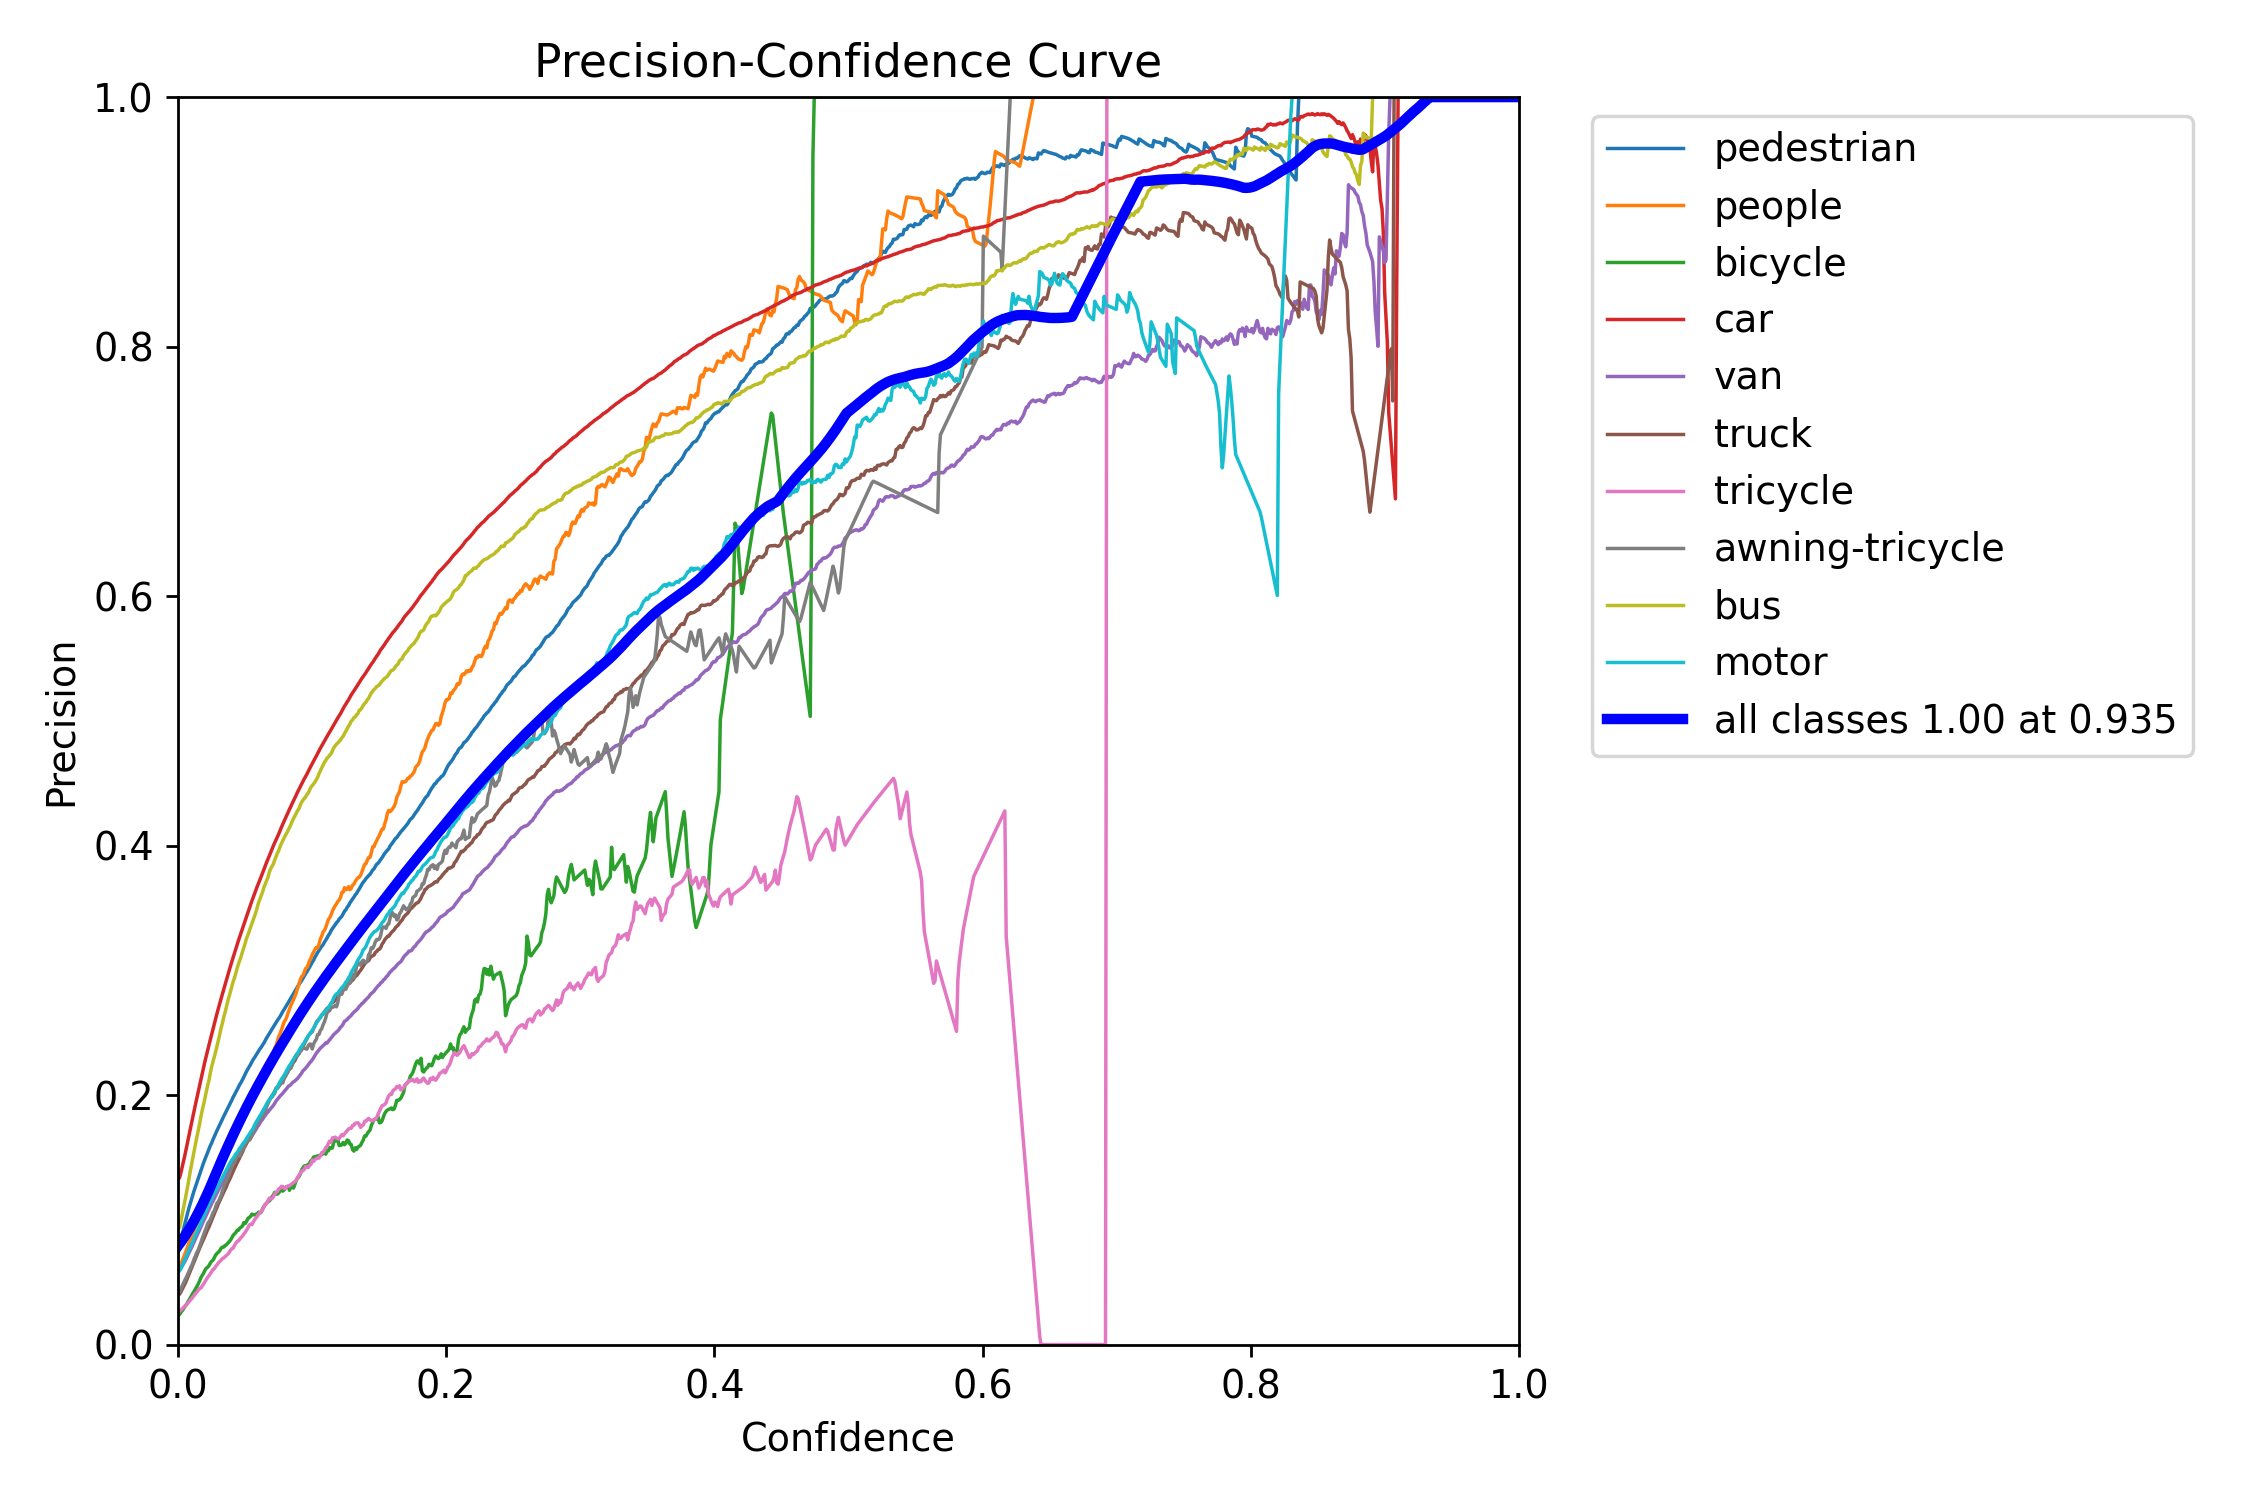 Precision-Confidence Curve
1.0
0.8
0.6
0.4
0.2
0.0
Precision
0.0 0.2 0.4 0.6 0.8 1.0
Confidence
pedestrian
people
bicycle
car
van
truck
tricycle
awning-tricycle
bus
motor
all classes 1.00 at 0.935